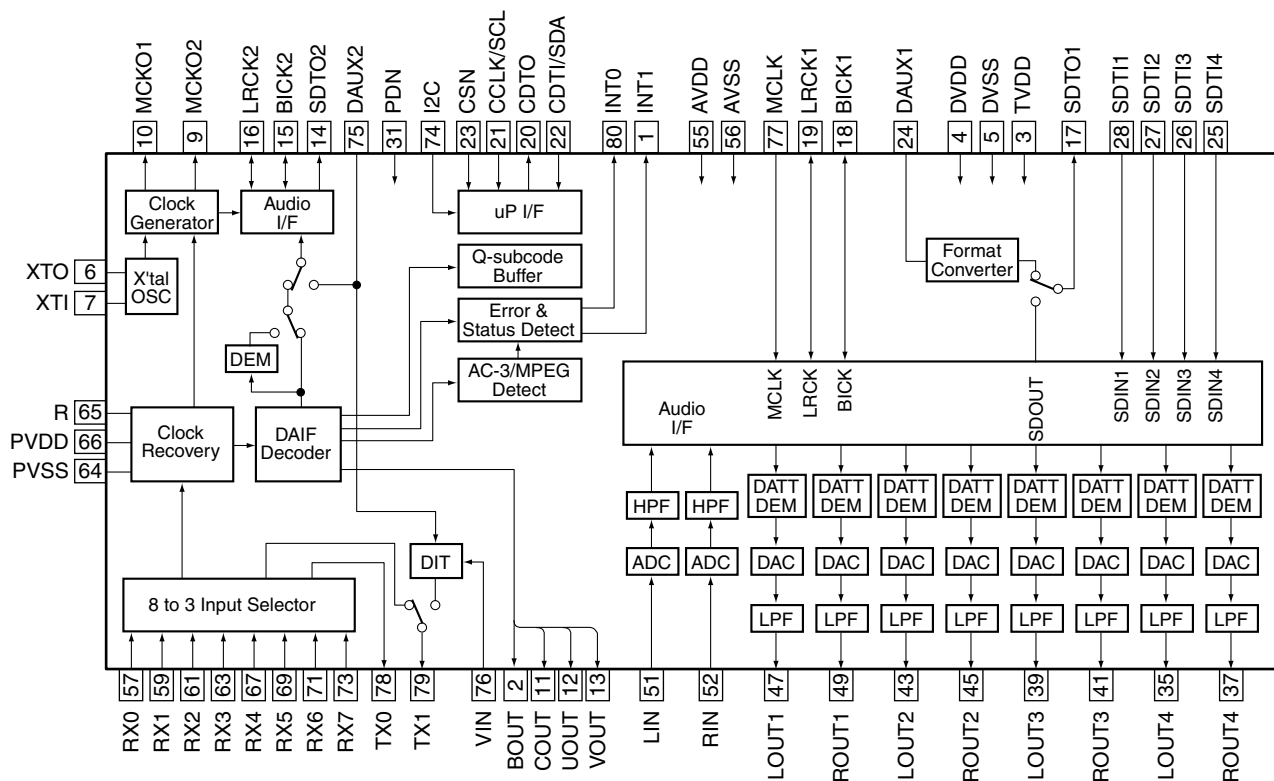 MCKO1
MCKO2
LRCK2
BICK2
SDTO2
DAUX2
PDN
I2C
CSN
CCLK/SCL
CDTO
CDTI/SDA
INT0
INT1
AVDD
AVSS
MCLK
LRCK1
BICK1
DAUX1
DVDD
DVSS
TVDD
SDTO1
SDTI1
SDTI2
SDTI3
SDTI4
10
9
16
15
14
75
31
74
23
21
20
22
80
1
55
56
77
19
18
24
4
5
3
17
28
27
26
25
Clock
Generator
Audio
I/F
uP I/F
Q-subcode
Buffer
Format
Converter
XTO 6
XTI 7
X'tal
OSC
Error &
Status Detect
DEM
AC-3/MPEG
Detect
R 65
PVDD 66
PVSS 64
Clock
Recovery
DAIF
Decoder
Audio
I/F
MCLK
LRCK
BICK
SDOUT
SDIN1
SDIN2
SDIN3
SDIN4
HPF
HPF
DATT
DEM
DATT
DEM
DATT
DEM
DATT
DEM
DATT
DEM
DATT
DEM
DATT
DEM
DATT
DEM
DIT
ADC
ADC
DAC
DAC
DAC
DAC
DAC
DAC
DAC
DAC
8 to 3 Input Selector
LPF
LPF
LPF
LPF
LPF
LPF
LPF
LPF
57
59
61
63
67
69
71
73
78
79
76
2
11
12
13
51
52
47
49
43
45
39
41
35
37
RX0
RX1
RX2
RX3
RX4
RX5
RX6
RX7
TX0
TX1
VIN
BOUT
COUT
UOUT
VOUT
LIN
RIN
LOUT1
ROUT1
LOUT2
ROUT2
LOUT3
ROUT3
LOUT4
ROUT4